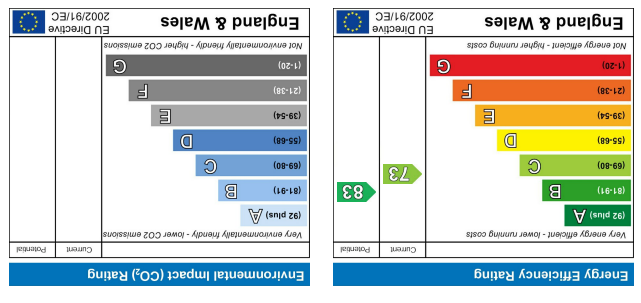 Energy Efficiency Rating
Current
Potential
Very energy efficient - lower running costs
(92 plus) A
(81-91) B
83
(69-80) C
73
(55-68) D
(39-54) E
(21-38) F
(1-20) G
Not energy efficient - higher running costs
England & Wales
EU Directive
2002/91/EC
Environmental Impact (CO₂) Rating
Current
Potential
Very environmentally friendly - lower CO2 emissions
(92 plus) A
(81-91) B
(69-80) C
(55-68) D
(39-54) E
(21-38) F
(1-20) G
Not environmentally friendly - higher CO2 emissions
England & Wales
EU Directive
2002/91/EC